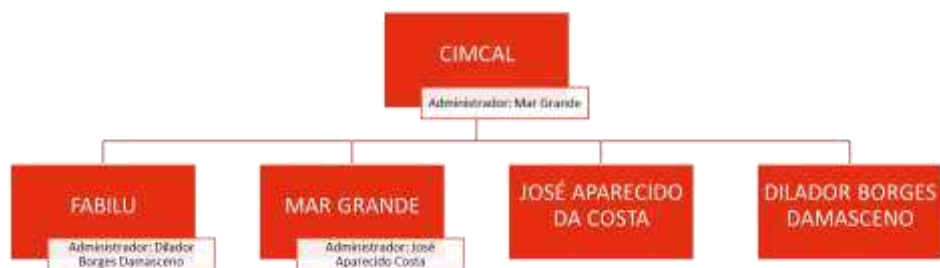 CIMCAL
Administrador: Mar Grande
FABILU
Administrador: Dilador
Borges Damasceno
MAR GRANDE
Administrador: José
Aparecido Costa
JOSÉ APARECIDO
DA COSTA
DILADOR BORGES
DAMASCENO